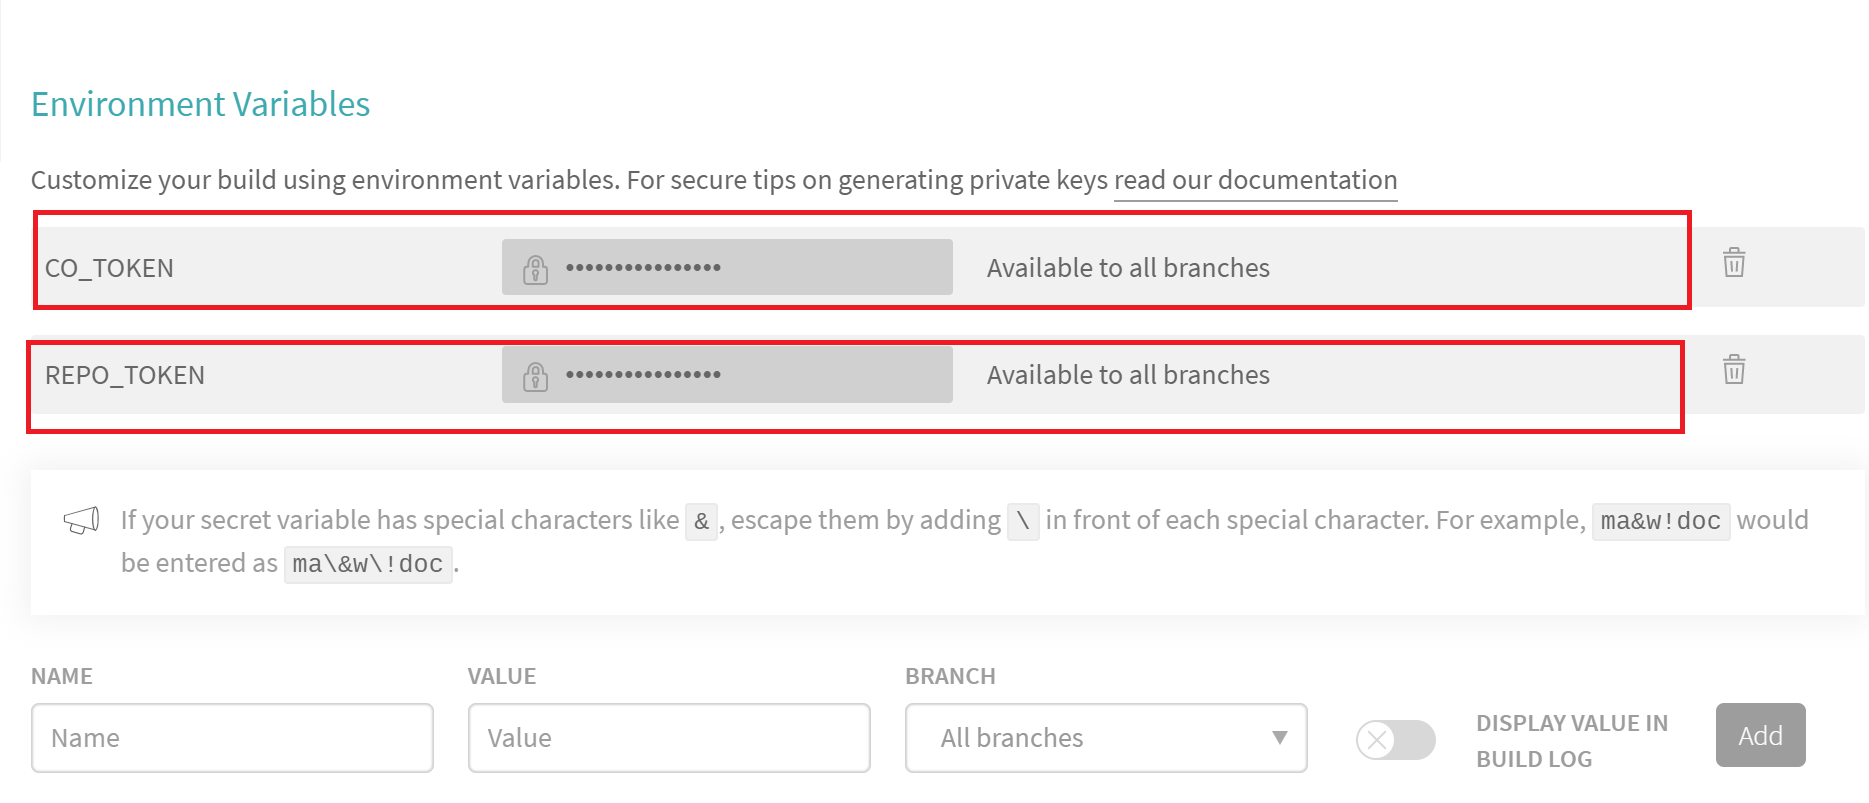 Environment Variables
Customize your build using environment variables. For secure tips on generating private keys read our documentation
CO_TOKEN •••••••••••••••• Available to all branches
REPO_TOKEN •••••••••••••••• Available to all branches
If your secret variable has special characters like &, escape them by adding \ in front of each special character. For example, ma&w!doc would
be entered as ma\&w\!doc.
NAME VALUE BRANCH
Name Value All branches DISPLAY VALUE IN BUILD LOG Add